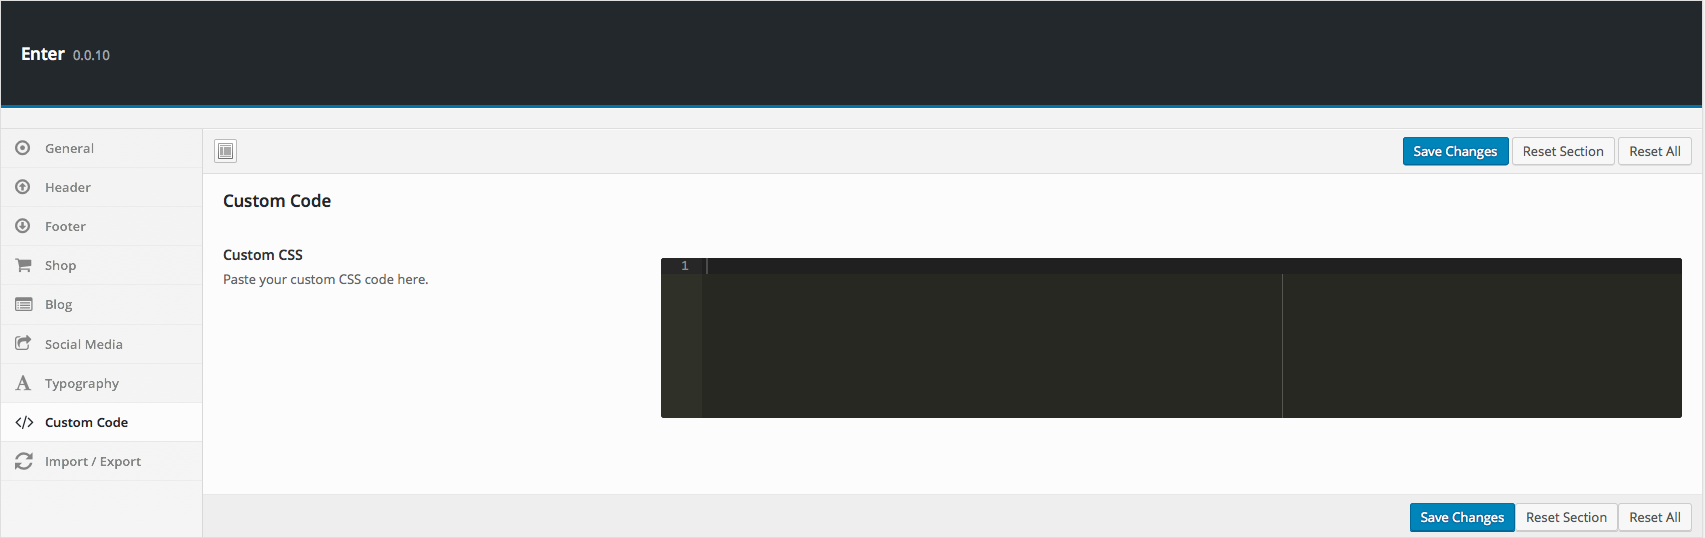 Enter 0.0.10
General
Header
Footer
Shop
Blog
Social Media
Typography
Custom Code
Import / Export
Save Changes Reset Section Reset All
Custom Code
Custom CSS
Paste your custom CSS code here.
1
Save Changes Reset Section Reset All